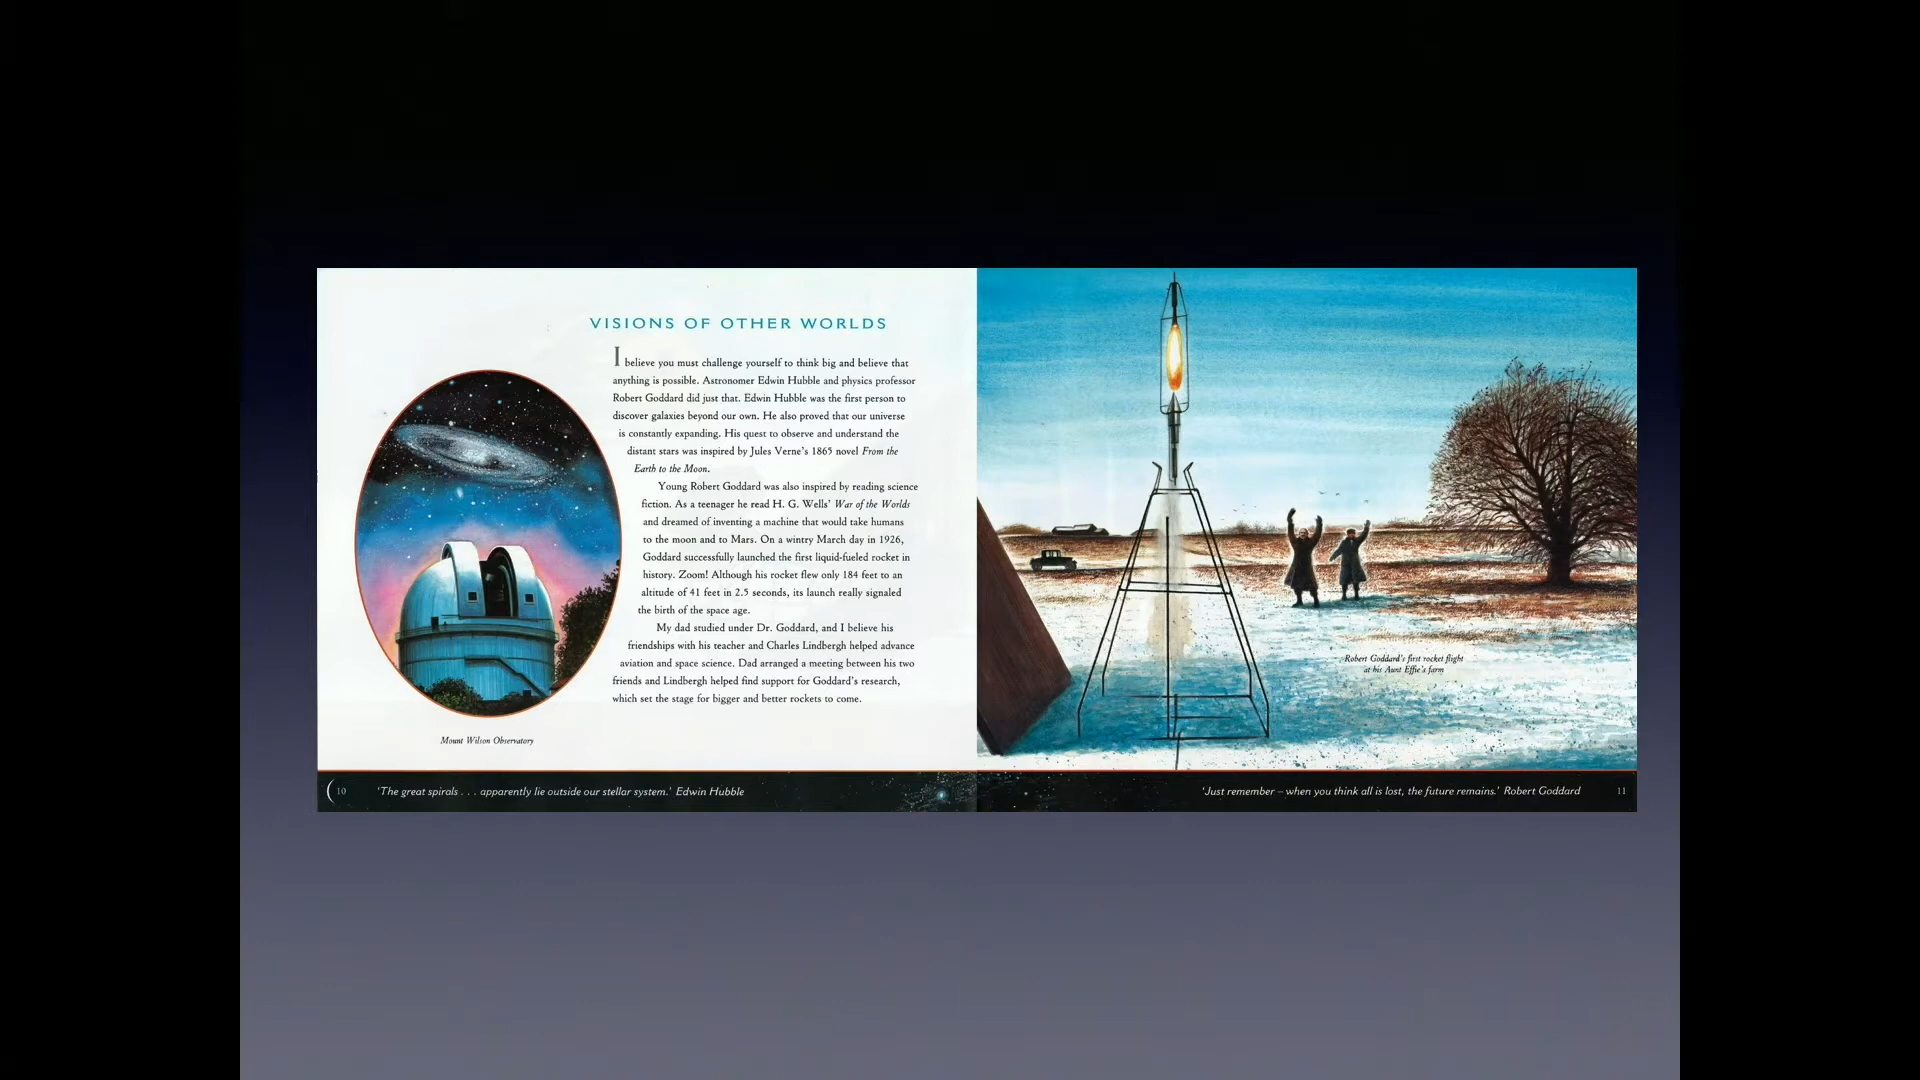 VISIONS OF OTHER WORLDS
I believe you must challenge yourself to think big and believe that
anything is possible. Astronomer Edwin Hubble and physics professor
Robert Goddard did just that. Edwin Hubble was the first person to
discover galaxies beyond our own. He also proved that our universe
is constantly expanding. His quest to observe and understand the
distant stars was inspired by Jules Verne's 1865 novel From the
Earth to the Moon.
Young Robert Goddard was also inspired by reading science
fiction. As a teenager he read H. G. Wells' War of the Worlds
and dreamed of inventing a machine that would take humans
to the moon and to Mars. On a wintry March day in 1926,
Goddard successfully launched the first liquid-fueled rocket in
history. Zoom! Although his rocket flew only 184 feet to an
altitude of 41 feet in 2.5 seconds, its launch really signaled
the birth of the space age.
My dad studied under Dr. Goddard, and I believe his
friendships with his teacher and Charles Lindbergh helped advance
aviation and space science. Dad arranged a meeting between his two
friends and Lindbergh helped find support for Goddard's research,
which set the stage for bigger and better rockets to come.
Mount Wilson Observatory
10 'The great spirals . . . apparently lie outside our stellar system.' Edwin Hubble
Robert Goddard's first rocket flight
at his Aunt Effie's farm
'Just remember – when you think all is lost, the future remains.' Robert Goddard 11